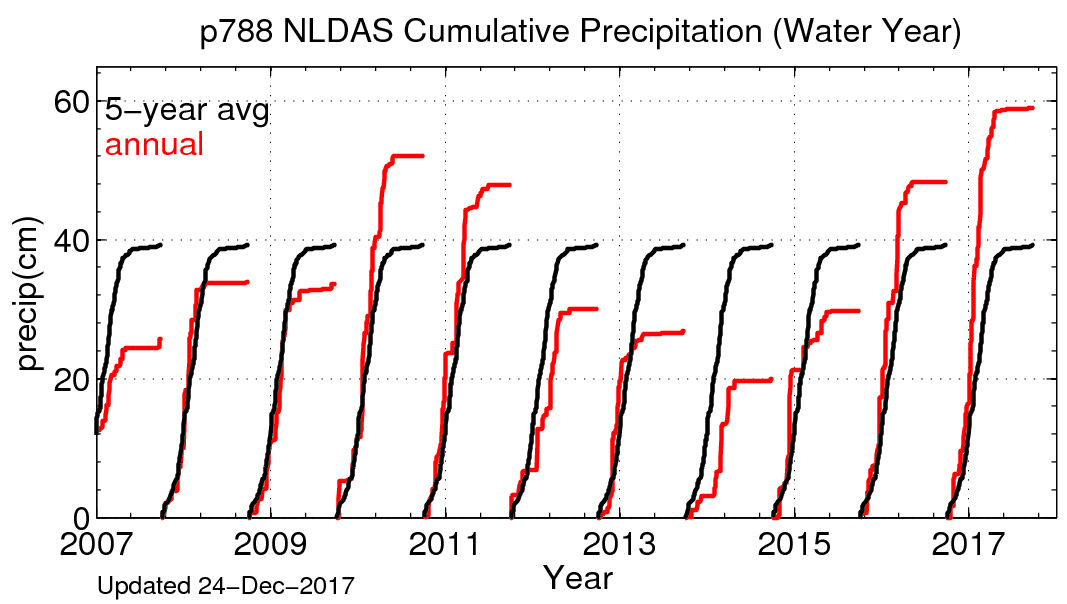 p788 NLDAS Cumulative Precipitation (Water Year)
60
5−year avg
annual
40
precip(cm)
20
0
2007 2009 2011 2013 2015 2017
Year
Updated 24−Dec−2017